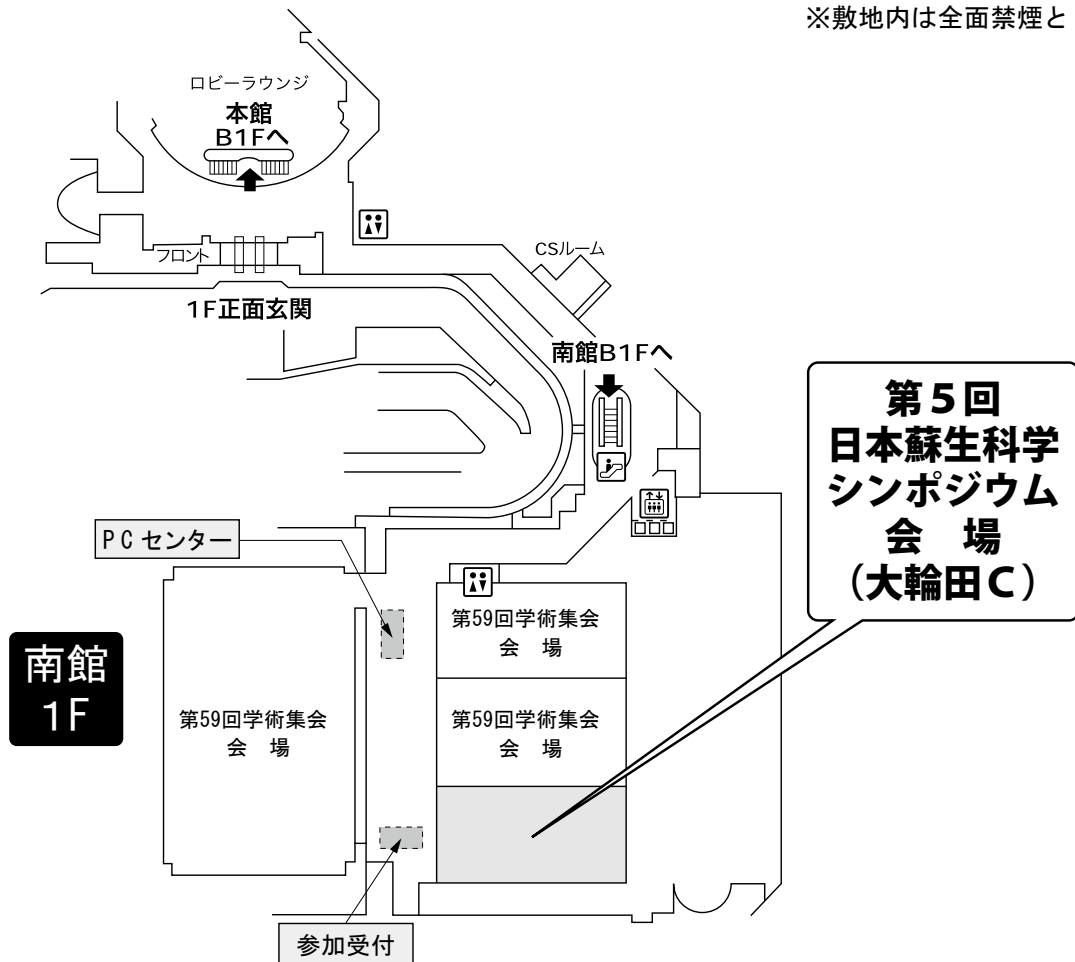 ※敷地内は全面禁煙と
ロビーラウンジ
本館
B1Fへ
フロント
1F正面玄関
CSルーム
南館B1Fへ
第5回
日本蘇生科学
シンポジウム
会　場
（大輪田C）
PCセンター
第59回学術集会
会　場
南館
1F
第59回学術集会
会　場
第59回学術集会
会　場
参加受付